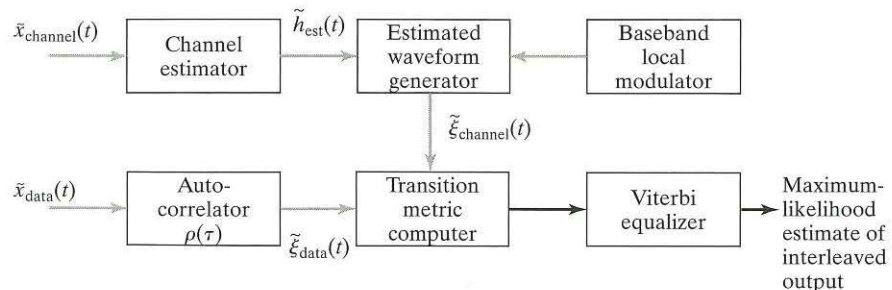 x̃channel(t)
Channel
estimator
h̃est(t)
Estimated
waveform
generator
Baseband
local
modulator
ξ̃channel(t)
x̃data(t)
Auto-
correlator
ρ(τ)
ξ̃data(t)
Transition
metric
computer
Viterbi
equalizer
Maximum-
likelihood
estimate of
interleaved
output